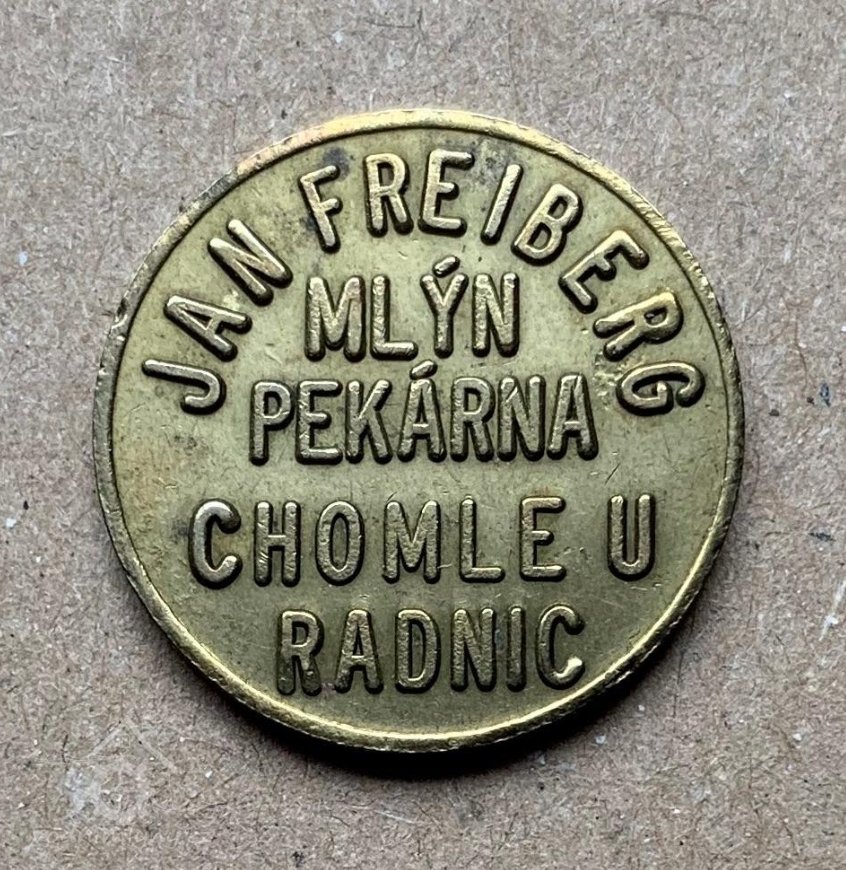 JAN FREIBERG
MLÝN
PEKÁRNA
CHOMLE U
RADNIC